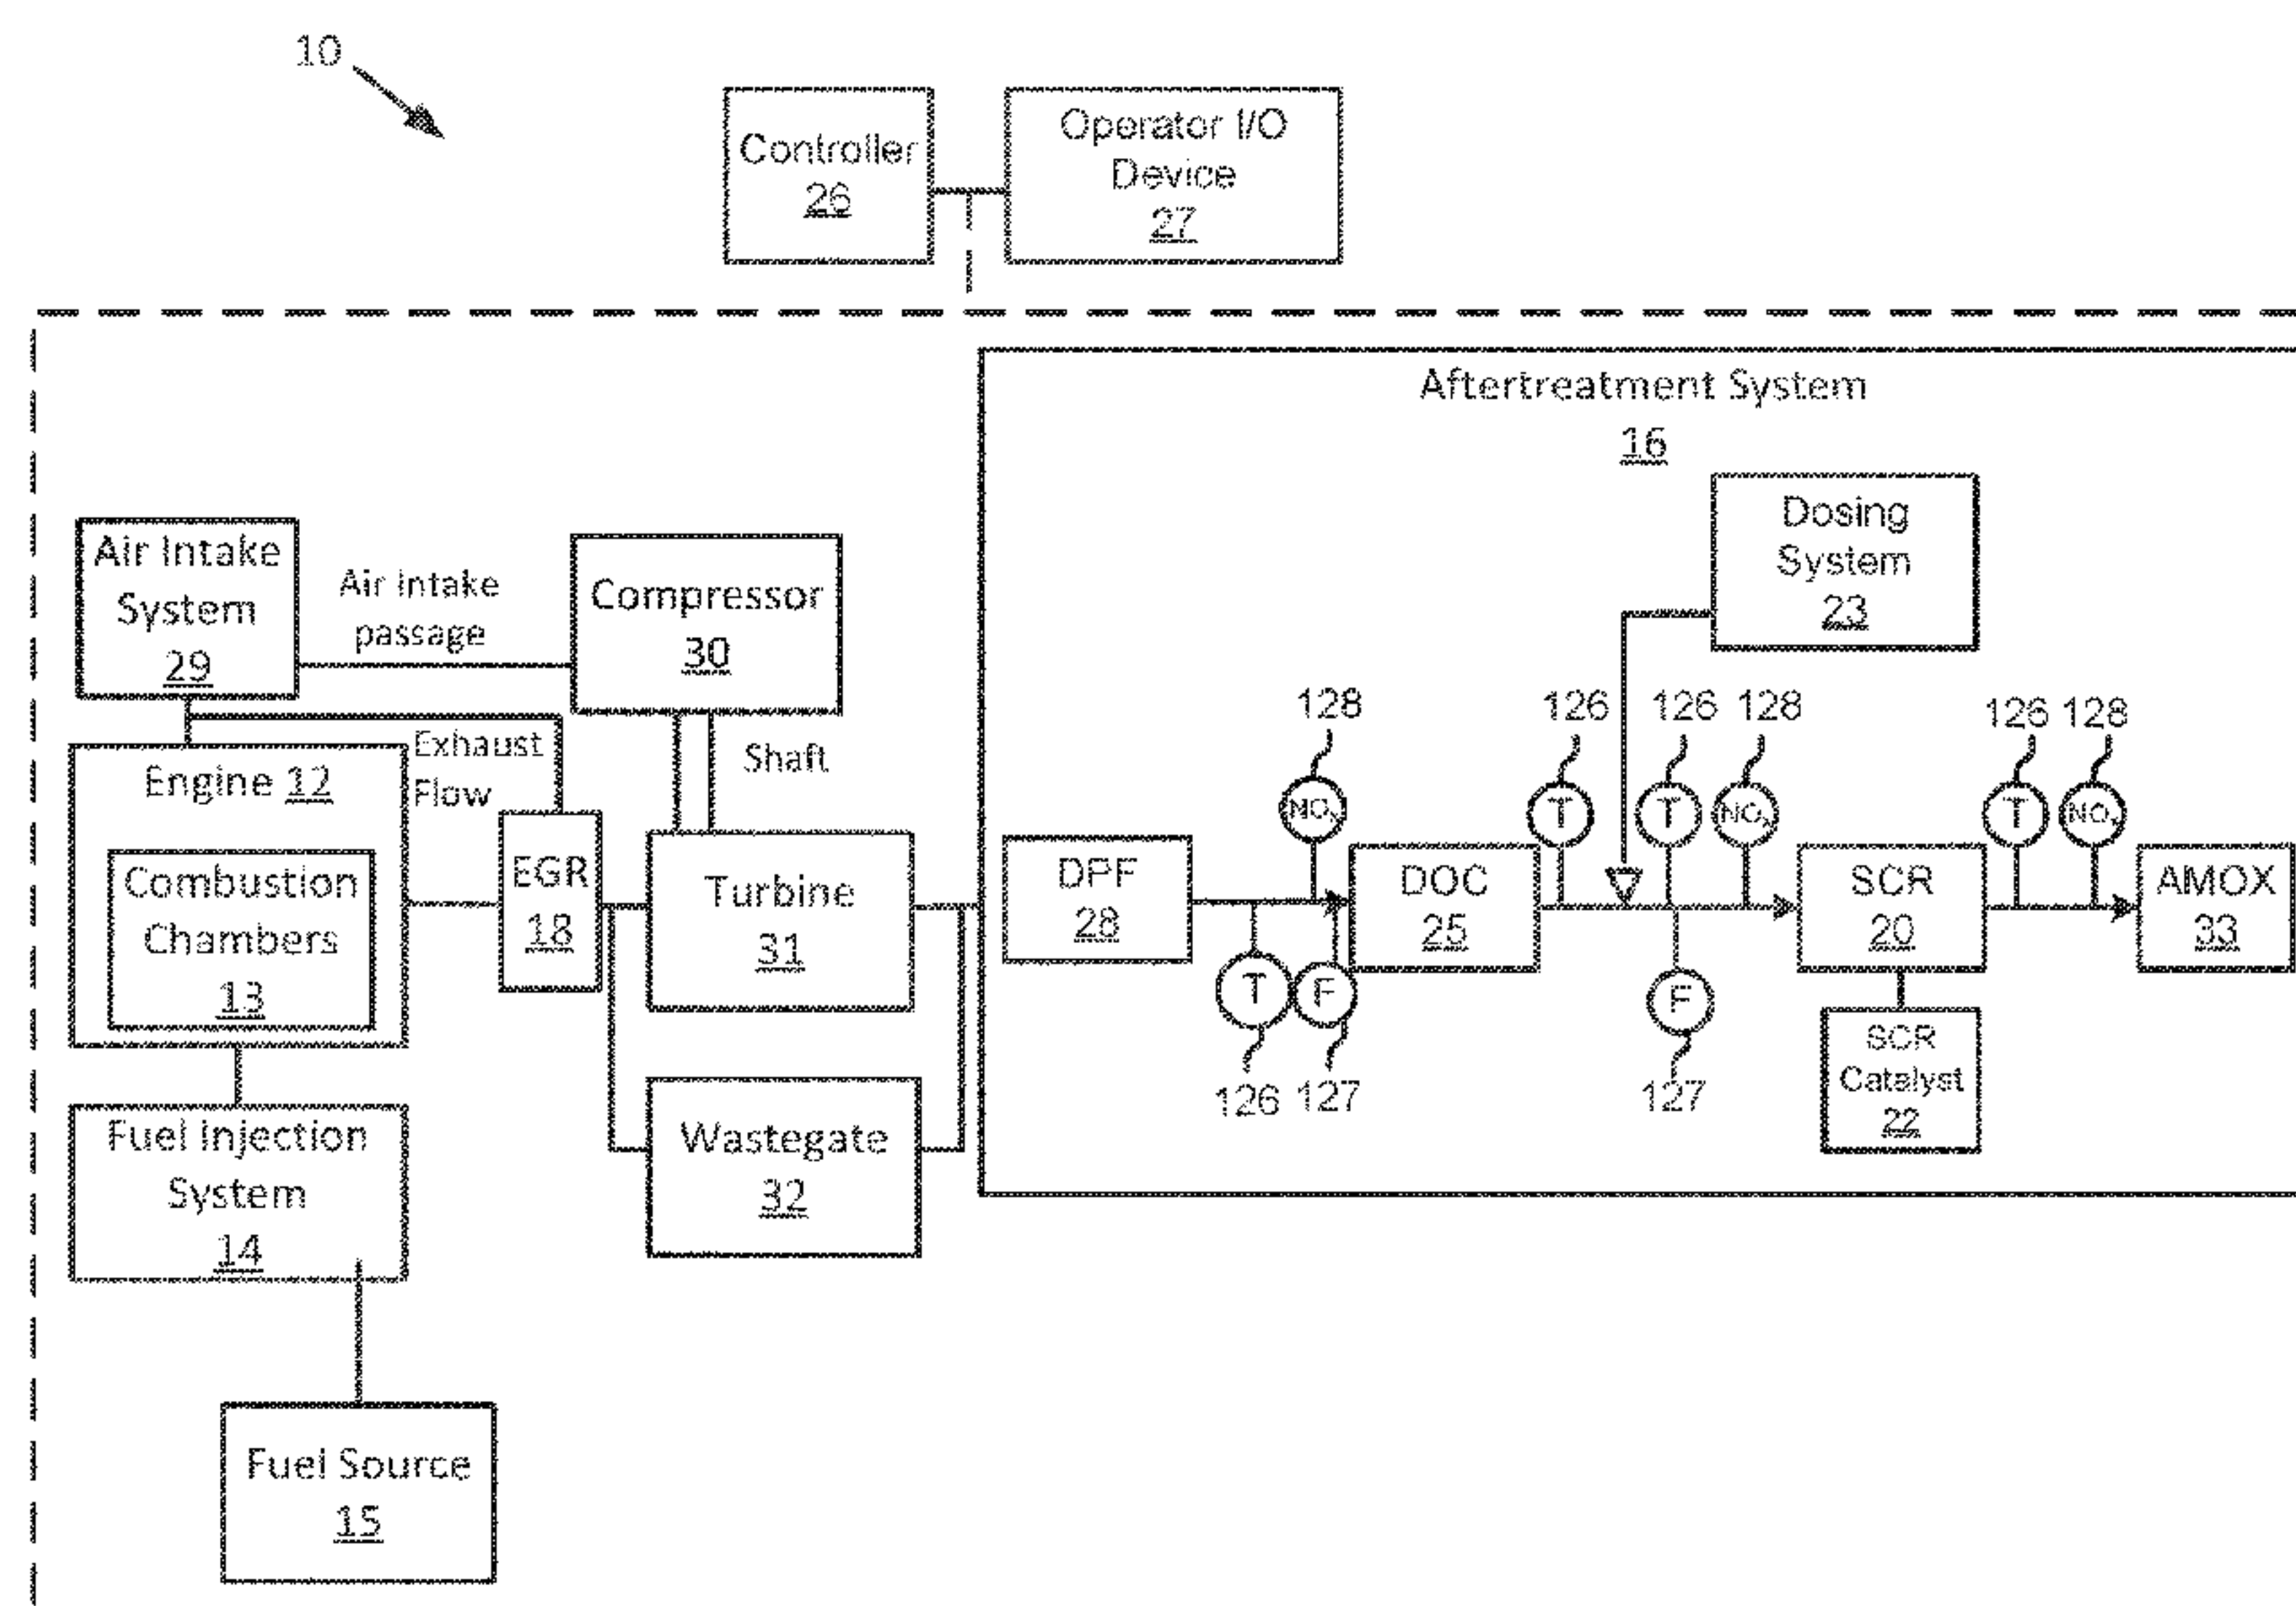 10
Controller
26
Operator I/O
Device
27
Aftertreatment System
16
Dosing
System
23
Air Intake
System
29
Air Intake
passage
Compressor
30
Shaft
Exhaust
Flow
Engine 12
Combustion
Chambers
13
EGR
18
Turbine
31
Wastegate
32
Fuel Injection
System
14
Fuel Source
15
128
126
126
128
126
128
NOx
T
T
NOx
T
NOx
DPF
28
DOC
25
SCR
20
AMOX
33
T
F
F
126
127
127
SCR
Catalyst
22